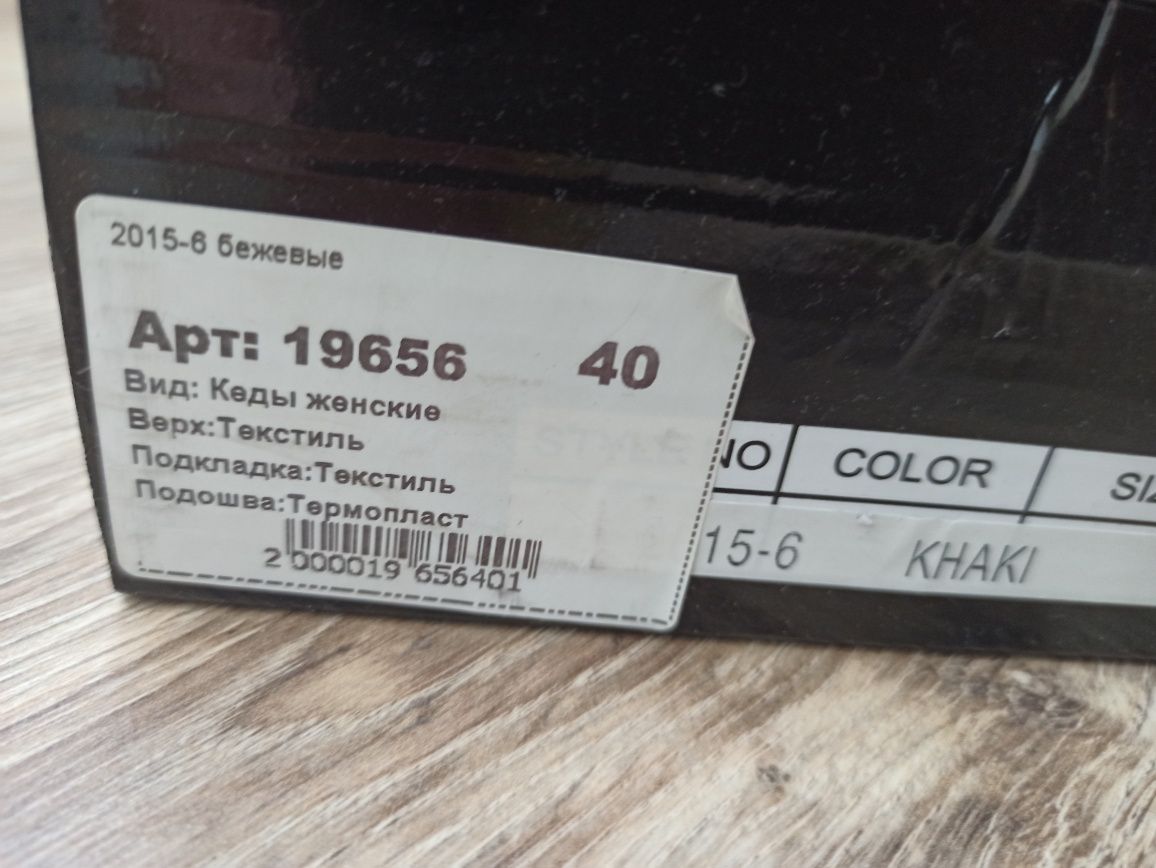 2015-6 бежевые
Арт: 19656 40
Вид: Кеды женские
Верх:Текстиль
Подкладка:Текстиль
Подошва:Термопласт
2 000019 656401
NO COLOR
15-6 KHAKI